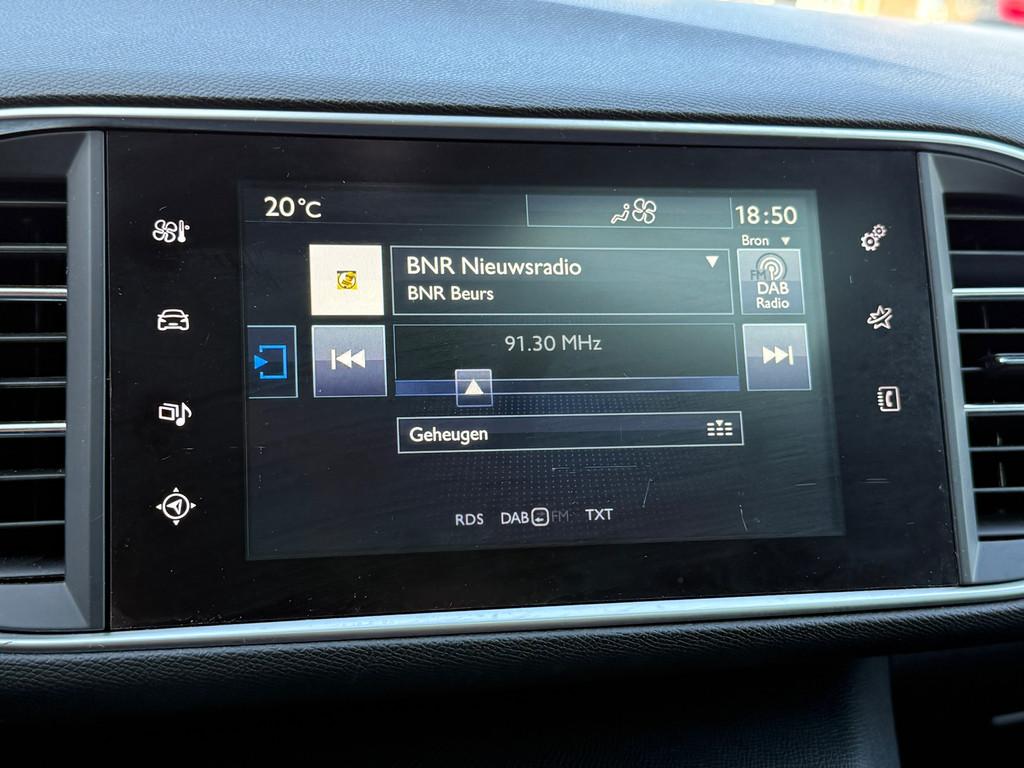 20°C
18:50
Bron
BNR Nieuwsradio
BNR Beurs
FM
DAB
Radio
91.30 MHz
Geheugen
RDS DAB FM TXT